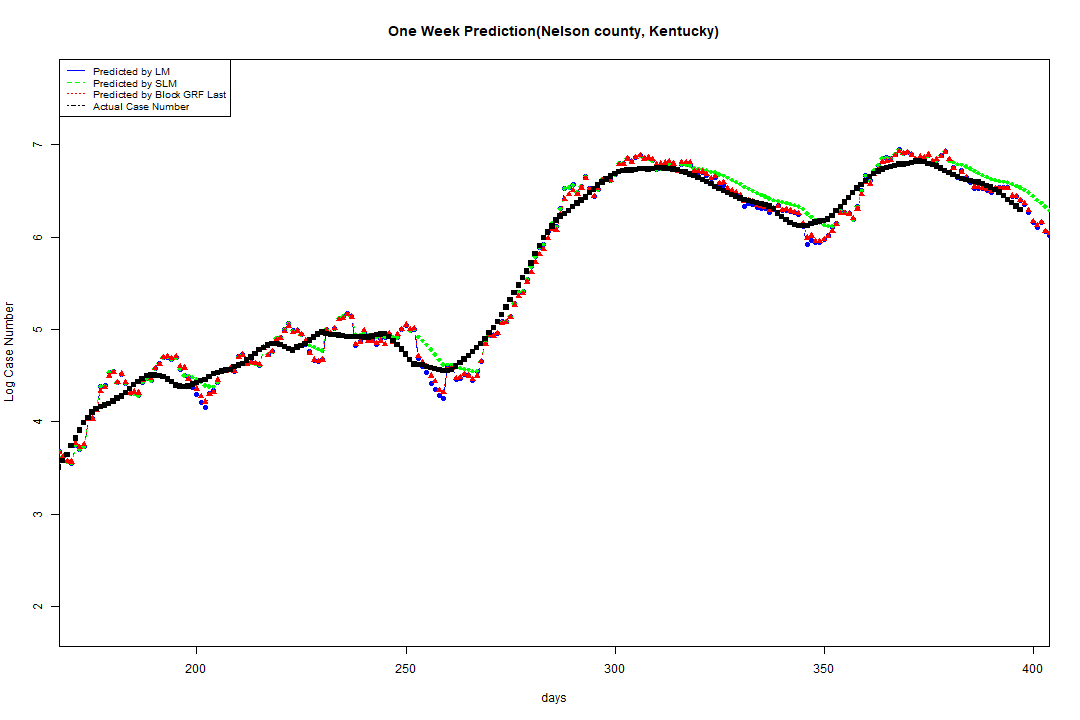 One Week Prediction(Nelson county, Kentucky)
Predicted by LM
Predicted by SLM
Predicted by Block GRF Last
Actual Case Number
7
6
5
4
3
2
Log Case Number
200 250 300 350 400
days